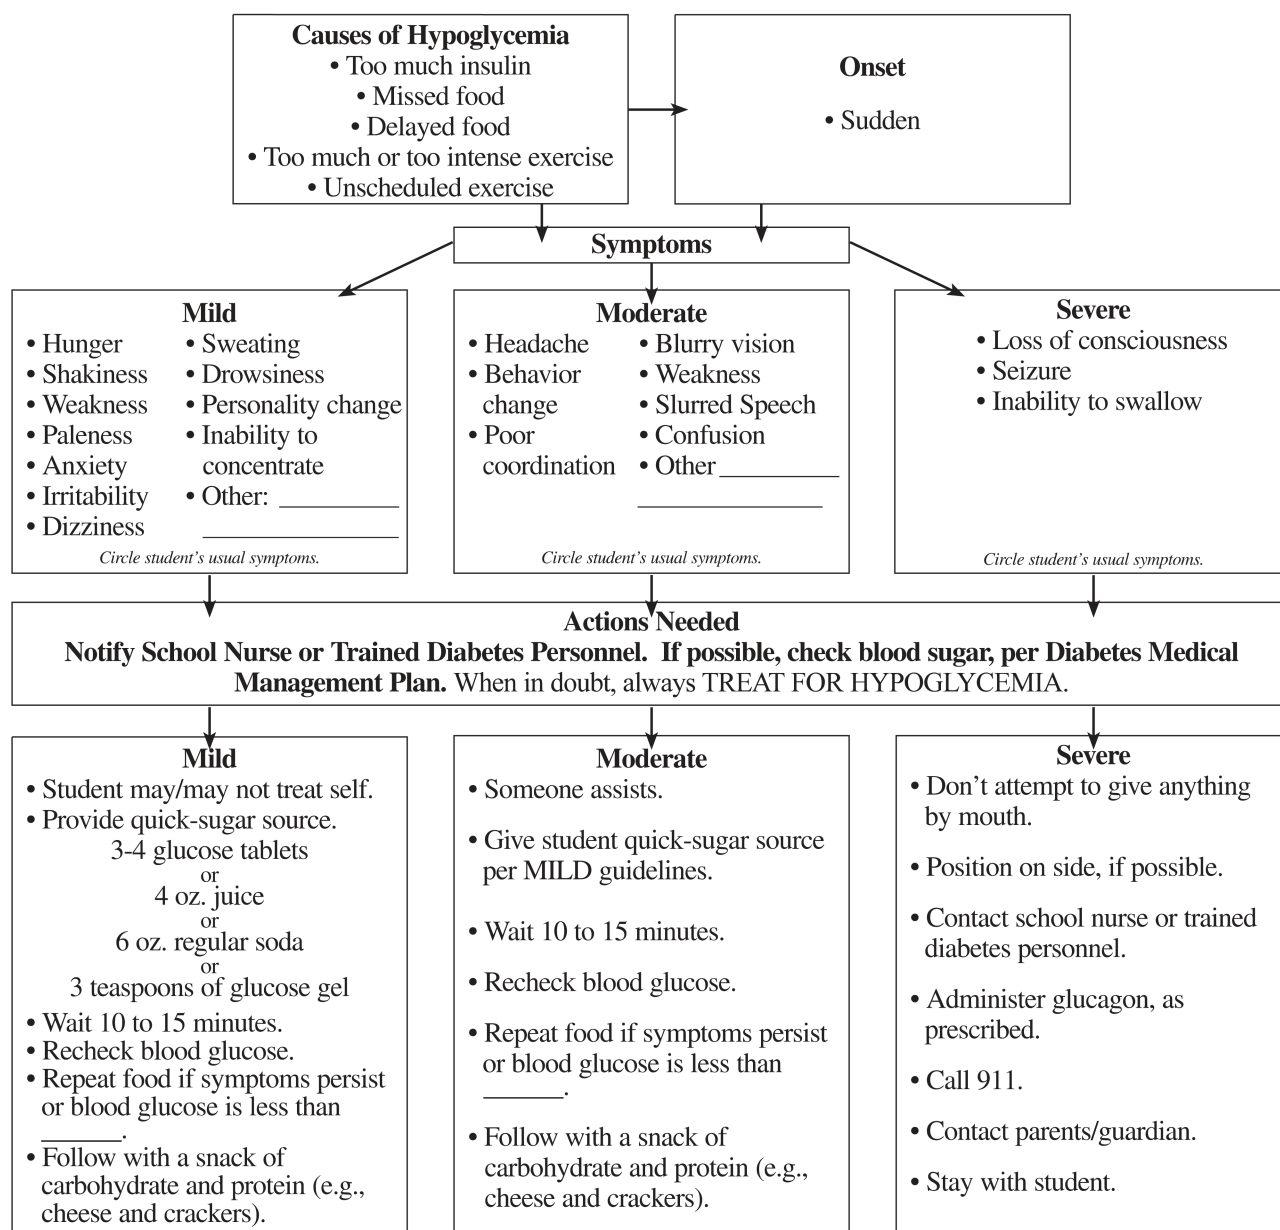 Causes of Hypoglycemia
• Too much insulin
• Missed food
• Delayed food
• Too much or too intense exercise
• Unscheduled exercise
Onset
• Sudden
Symptoms
Mild
• Hunger
• Shakiness
• Weakness
• Paleness
• Anxiety
• Irritability
• Dizziness
• Sweating
• Drowsiness
• Personality change
• Inability to
concentrate
• Other: _________
_______________
Circle student’s usual symptoms.
Moderate
• Headache
• Behavior
change
• Poor
coordination
• Blurry vision
• Weakness
• Slurred Speech
• Confusion
• Other _________
______________
Circle student’s usual symptoms.
Severe
• Loss of consciousness
• Seizure
• Inability to swallow
Circle student’s usual symptoms.
Actions Needed
Notify School Nurse or Trained Diabetes Personnel. If possible, check blood sugar, per Diabetes Medical
Management Plan. When in doubt, always TREAT FOR HYPOGLYCEMIA.
Mild
• Student may/may not treat self.
• Provide quick-sugar source.
3-4 glucose tablets
or
4 oz. juice
or
6 oz. regular soda
or
3 teaspoons of glucose gel
• Wait 10 to 15 minutes.
• Recheck blood glucose.
• Repeat food if symptoms persist
or blood glucose is less than
______.
• Follow with a snack of
carbohydrate and protein (e.g.,
cheese and crackers).
Moderate
• Someone assists.
• Give student quick-sugar source
per MILD guidelines.
• Wait 10 to 15 minutes.
• Recheck blood glucose.
• Repeat food if symptoms persist
or blood glucose is less than
______.
• Follow with a snack of
carbohydrate and protein (e.g.,
cheese and crackers).
Severe
• Don’t attempt to give anything
by mouth.
• Position on side, if possible.
• Contact school nurse or trained
diabetes personnel.
• Administer glucagon, as
prescribed.
• Call 911.
• Contact parents/guardian.
• Stay with student.